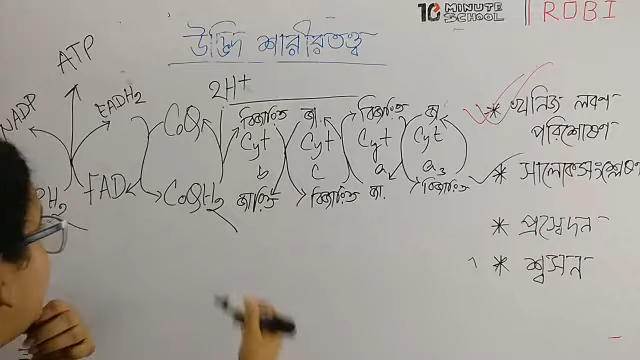 10 MINUTE SCHOOL
ROBI
উদ্ভিদ শারীরতত্ত্ব
ATP
2H+
NADP
FADH2
CoQ
বিজারিত
জা.
বিজারিত
জা.
Cyt
Cyt
Cyt
Cyt
b
c
a
a3
PH2
FAD
CoQH2
জারিত
বিজারিত
জা.
বিজারিত
* খনিজ লবণ
পরিশোষণ
* সালোকসংশ্লেষণ
* প্রস্বেদন
* শ্বসন